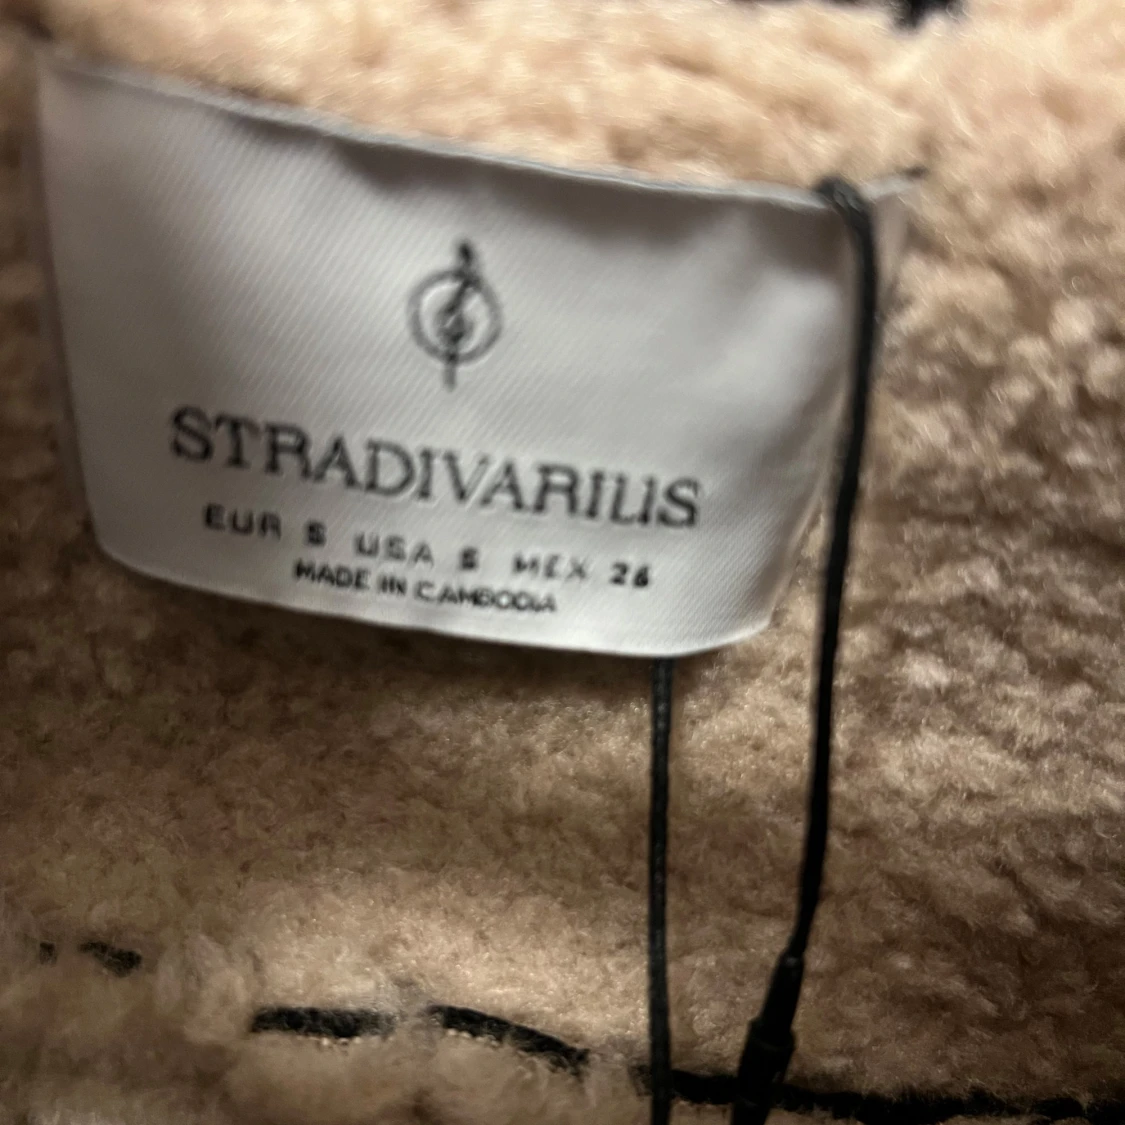 STRADIVARIUS
EUR S USA S MEX 26
MADE IN CAMBODIA